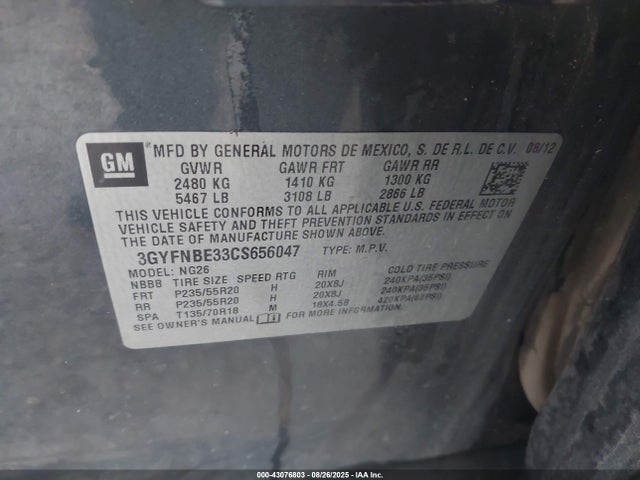 GM
MFD BY GENERAL MOTORS DE MEXICO, S. DE R.L. DE C.V. 08/12
GVWR GAWR FRT GAWR RR
2480 KG 1410 KG 1300 KG
5467 LB 3108 LB 2866 LB
THIS VEHICLE CONFORMS TO ALL APPLICABLE U.S. FEDERAL MOTOR
VEHICLE SAFETY AND THEFT PREVENTION STANDARDS IN EFFECT ON
THE DATE OF MANUFACTURE SHOWN ABOVE.
3GYFNBE33CS656047 TYPE: M.P.V.
MODEL: NG26
NBBB TIRE SIZE SPEED RTG RIM COLD TIRE PRESSURE
FRT P235/55R20 H 20X8J 240KPA(35PSI)
RR P235/55R20 H 20X8J 240KPA(35PSI)
SPA T135/70R18 M 18X4.5B 420KPA(60PSI)
SEE OWNER'S MANUAL FOR MORE INFORMATION.
000-43076803 - 08/26/2025 - Copyright © 2025 IAA, Inc.